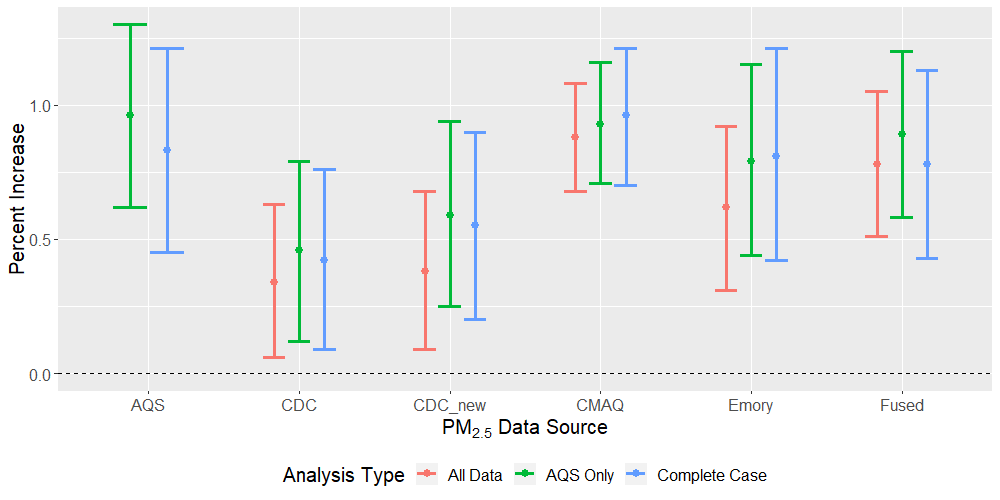 Percent Increase
1.0
0.5
0.0
AQS CDC CDC_new CMAQ Emory Fused
PM2.5 Data Source
Analysis Type All Data AQS Only Complete Case